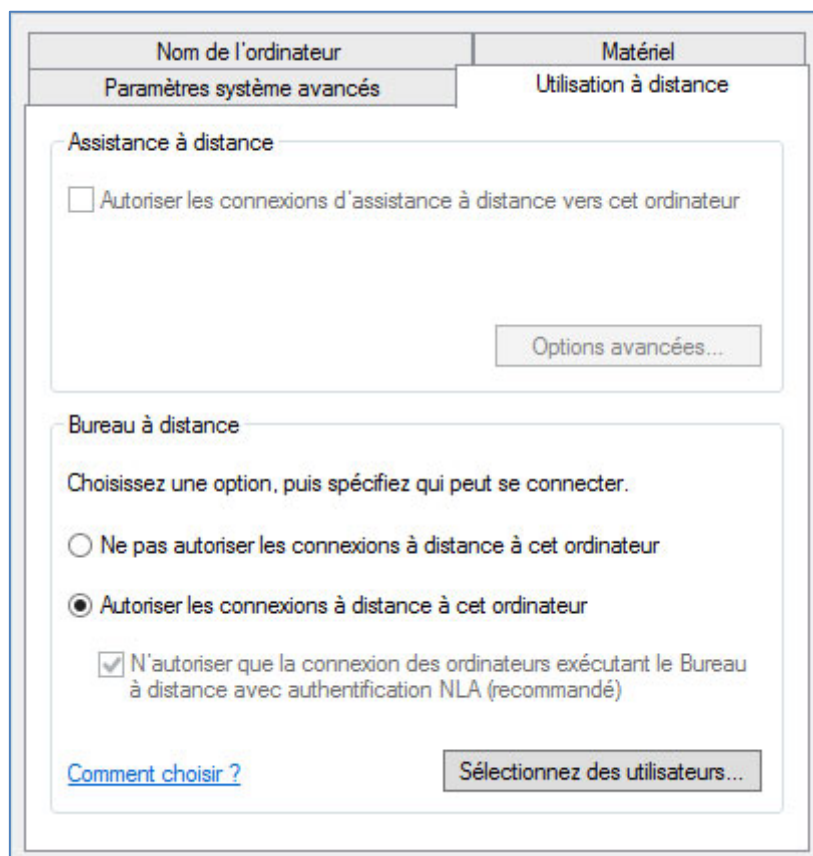 Nom de l'ordinateur
Matériel
Paramètres système avancés
Utilisation à distance
Assistance à distance
Autoriser les connexions d'assistance à distance vers cet ordinateur
Options avancées...
Bureau à distance
Choisissez une option, puis spécifiez qui peut se connecter.
Ne pas autoriser les connexions à distance à cet ordinateur
Autoriser les connexions à distance à cet ordinateur
N'autoriser que la connexion des ordinateurs exécutant le Bureau
à distance avec authentification NLA (recommandé)
Comment choisir ?
Sélectionnez des utilisateurs...